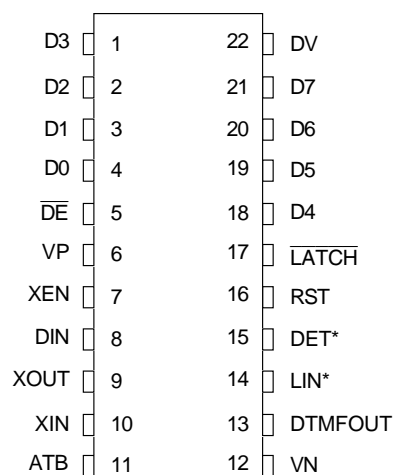 D3 1 22 DV
D2 2 21 D7
D1 3 20 D6
D0 4 19 D5
D̅E̅ 5 18 D4
VP 6 17 L̅A̅T̅C̅H̅
XEN 7 16 RST
DIN 8 15 DET*
XOUT 9 14 LIN*
XIN 10 13 DTMFOUT
ATB 11 12 VN